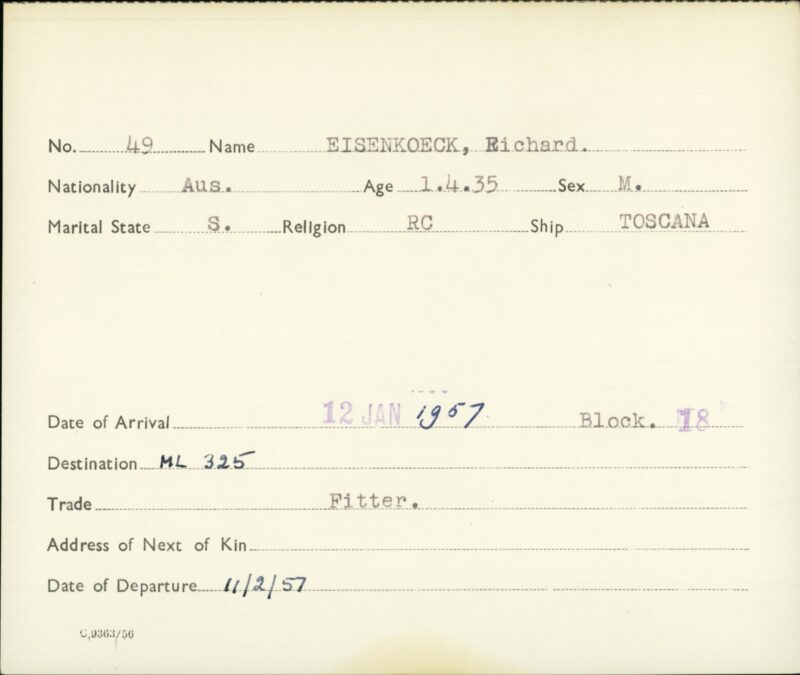 No. 49 Name EISENKOECK, Richard.
Nationality Aus. Age 1.4.35 Sex M.
Marital State S. Religion RC Ship TOSCANA
Date of Arrival 12 JAN 1957 Block. 18
Destination ML 325
Trade Fitter.
Address of Next of Kin
Date of Departure 11/2/57
C,9363/56